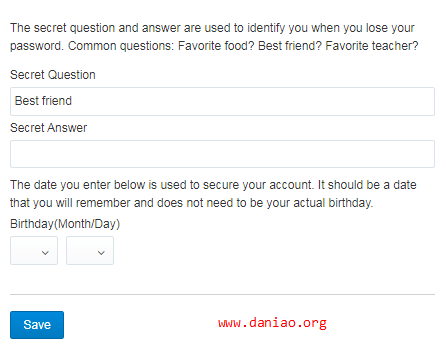 The secret question and answer are used to identify you when you lose your
password. Common questions: Favorite food? Best friend? Favorite teacher?
Secret Question
Best friend
Secret Answer
The date you enter below is used to secure your account. It should be a date
that you will remember and does not need to be your actual birthday.
Birthday(Month/Day)
Save
www.daniao.org